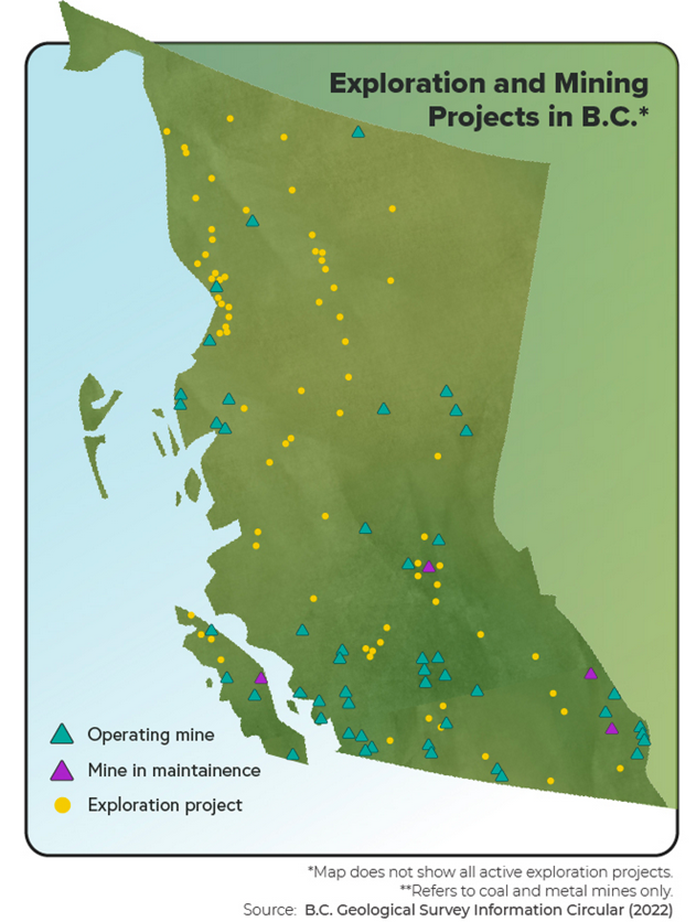 Exploration and Mining
Projects in B.C.*
Operating mine
Mine in maintainence
Exploration project
*Map does not show all active exploration projects.
**Refers to coal and metal mines only.
Source: B.C. Geological Survey Information Circular (2022)